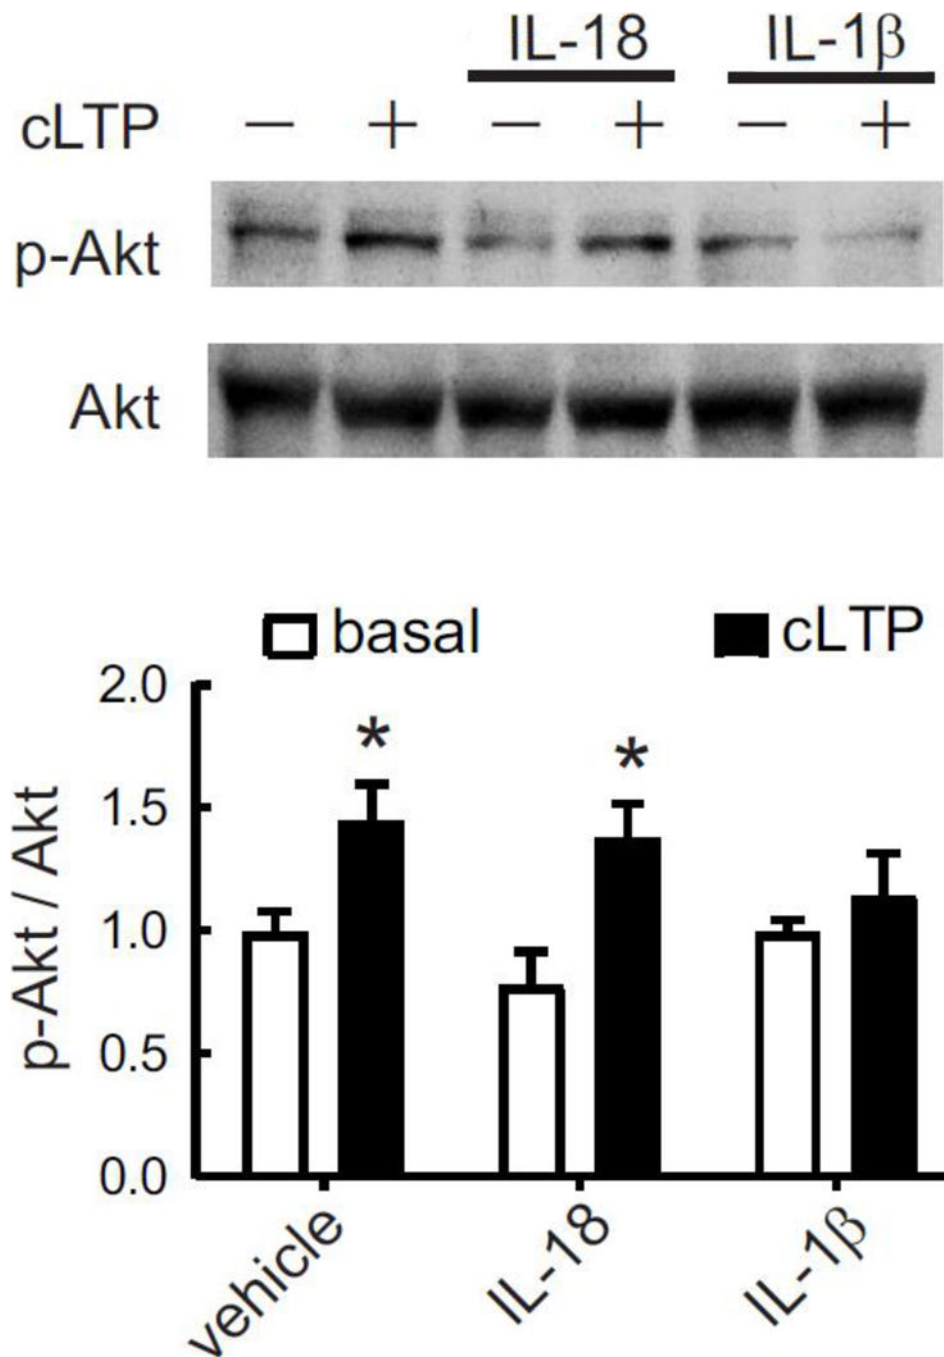 IL-18 IL-1β
cLTP − + − + − +
p-Akt
Akt
basal cLTP
2.0
* *
1.5
1.0
0.5
0.0
p-Akt / Akt
vehicle IL-18 IL-1β